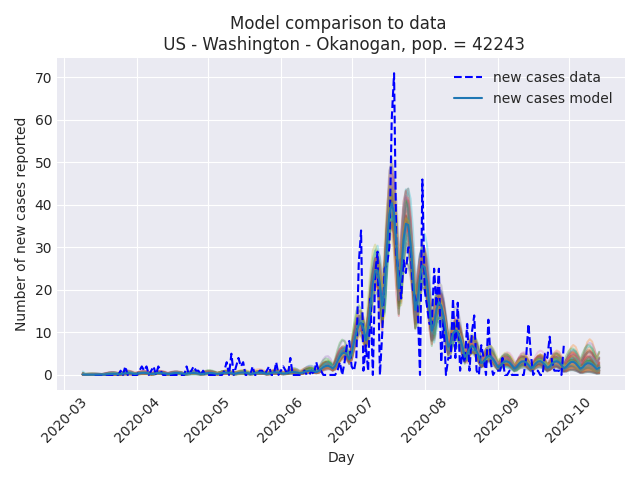 Model comparison to data
US - Washington - Okanogan, pop. = 42243
new cases data
new cases model
Number of new cases reported
70
60
50
40
30
20
10
0
2020-03
2020-04
2020-05
2020-06
2020-07
2020-08
2020-09
2020-10
Day